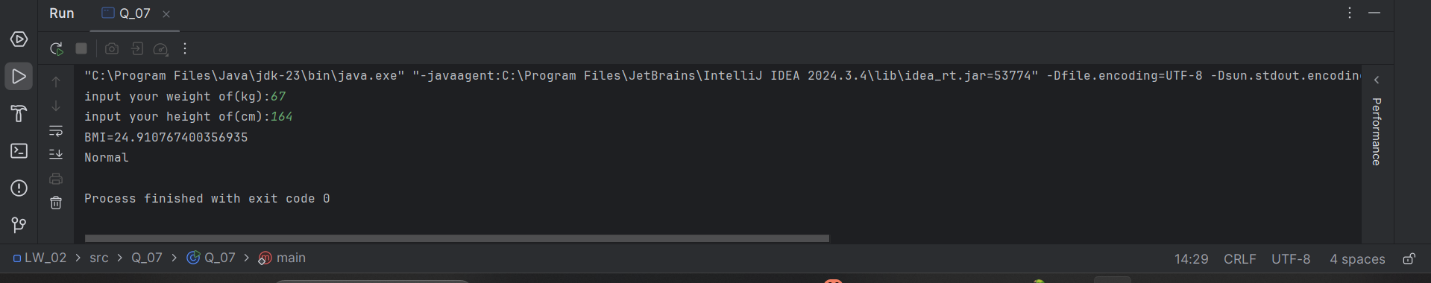 Run Q_07
"C:\Program Files\Java\jdk-23\bin\java.exe" "-javaagent:C:\Program Files\JetBrains\IntelliJ IDEA 2024.3.4\lib\idea_rt.jar=53774" -Dfile.encoding=UTF-8 -Dsun.stdout.encoding
input your weight of(kg):67
input your height of(cm):164
BMI=24.910767400356935
Normal
Process finished with exit code 0
Performance
LW_02 > src > Q_07 > Q_07 > main 14:29 CRLF UTF-8 4 spaces